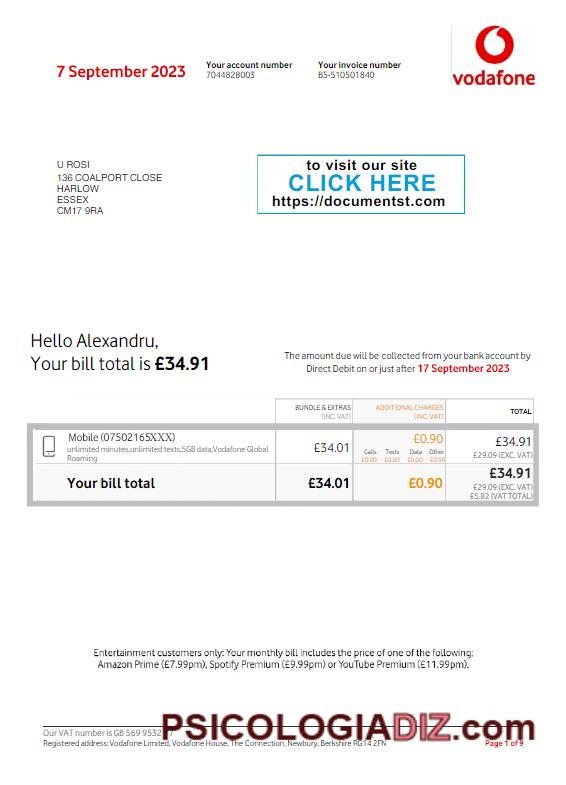 vodafone
7 September 2023
Your account number
7044828003
Your invoice number
B5-510501840
U ROSI
136 COALPORT CLOSE
HARLOW
ESSEX
CM17 9RA
to visit our site
CLICK HERE
https://documentst.com
Hello Alexandru,
Your bill total is £34.91
The amount due will be collected from your bank account by
Direct Debit on or just after 17 September 2023
BUNDLE & EXTRAS
(INC. VAT)
ADDITIONAL CHARGES
(INC. VAT)
TOTAL
Mobile (07502165XXX)
unlimited minutes,unlimited texts,5GB data,Vodafone Global
Roaming
£34.01
£0.90
Calls Texts Data Other
£0.00 £0.00 £0.00 £0.90
£34.91
£29.09 (EXC. VAT)
Your bill total
£34.01
£0.90
£34.91
£29.09 (EXC. VAT)
£5.82 (VAT TOTAL)
Entertainment customers only: Your monthly bill includes the price of one of the following:
Amazon Prime (£7.99pm), Spotify Premium (£9.99pm) or YouTube Premium (£11.99pm).
PSICOLOGIADIZ.com
Our VAT number is GB 569 9532
Registered address: Vodafone Limited, Vodafone House, The Connection, Newbury, Berkshire RG14 2FN
Page 1 of 9